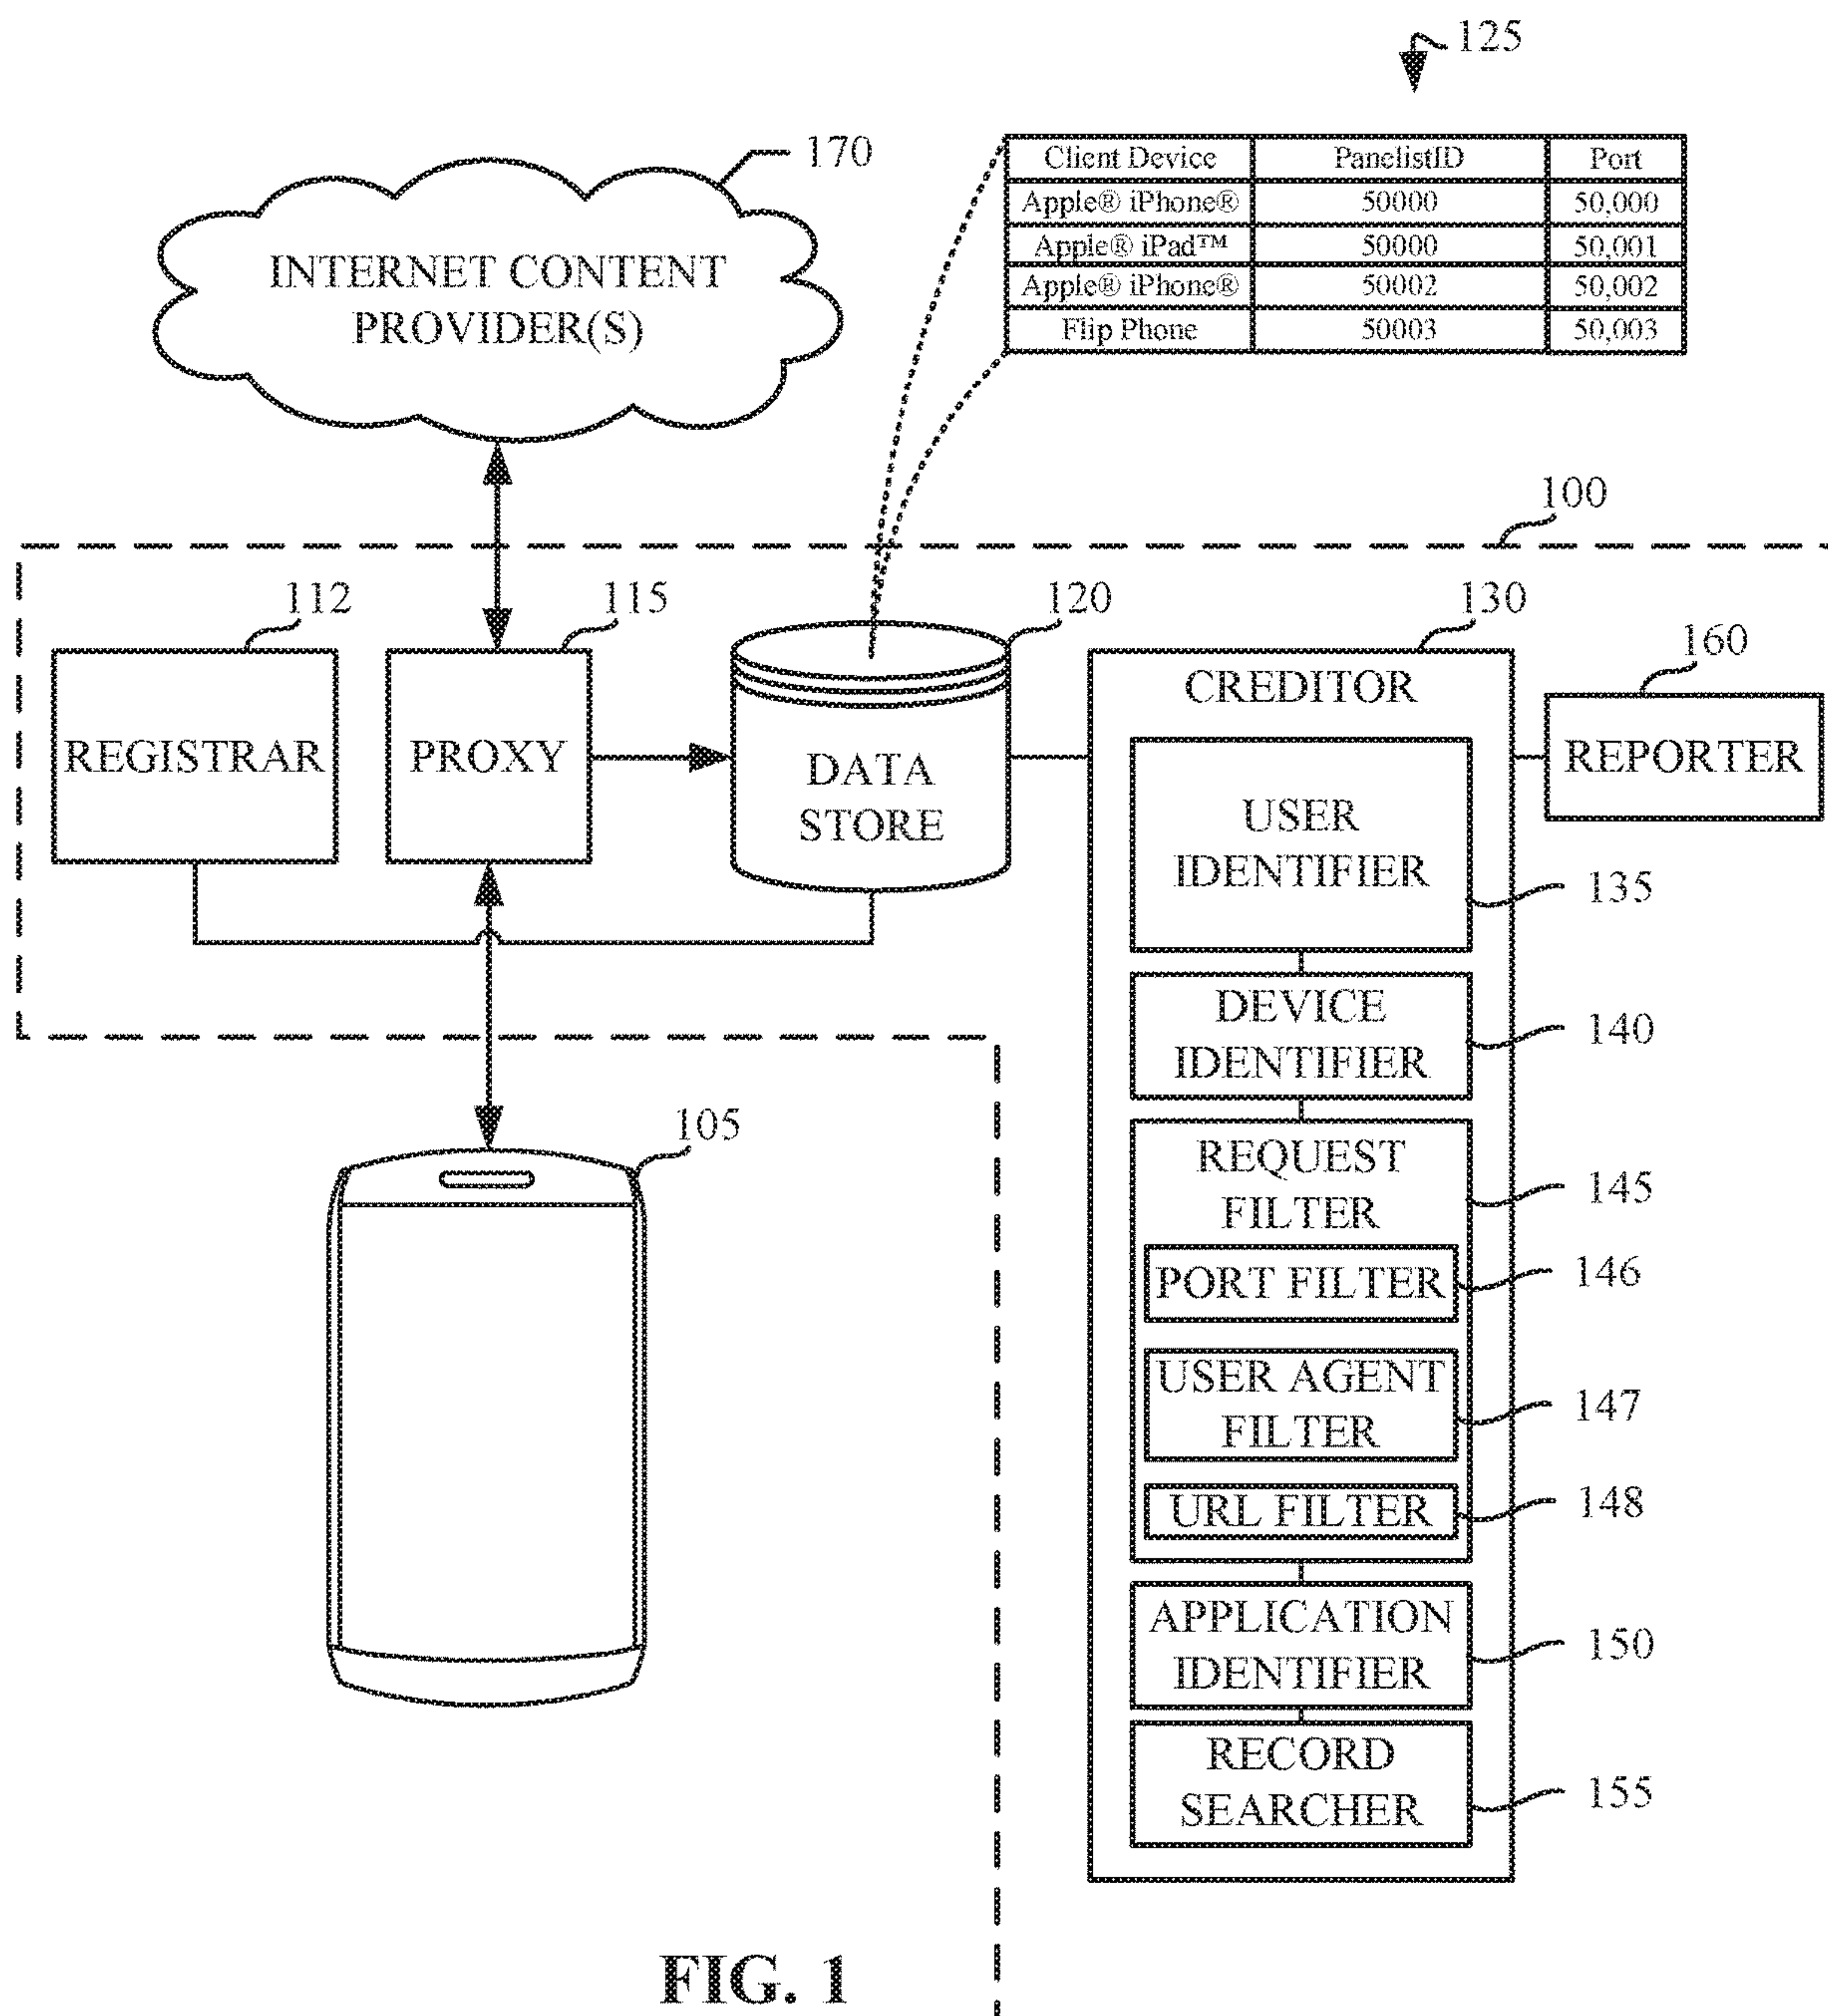 125
170
Client Device PanelistID Port
Apple® iPhone® 50000 50,000
Apple® iPad™ 50000 50,001
Apple® iPhone® 50002 50,002
Flip Phone 50003 50,003
INTERNET CONTENT
PROVIDER(S)
100
112
115
120
130
160
REGISTRAR
PROXY
DATA
STORE
CREDITOR
REPORTER
USER
IDENTIFIER
135
DEVICE
IDENTIFIER
140
105
REQUEST
FILTER
145
PORT FILTER
146
USER AGENT
FILTER
147
URL FILTER
148
APPLICATION
IDENTIFIER
150
RECORD
SEARCHER
155
FIG. 1